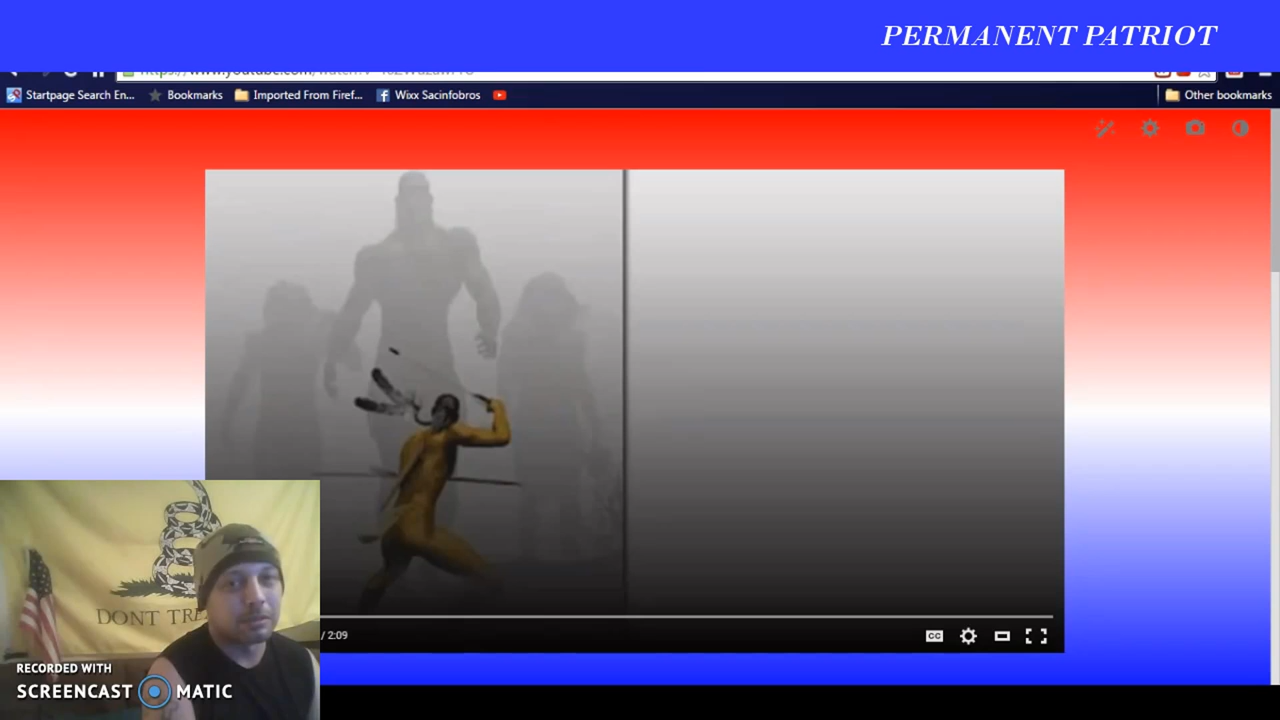 PERMANENT PATRIOT
Startpage Search En...
Bookmarks
Imported From Firef...
Wixx Sacinfobros
Other bookmarks
DONT TRE
/ 2:09
CC
RECORDED WITH
SCREENCAST MATIC